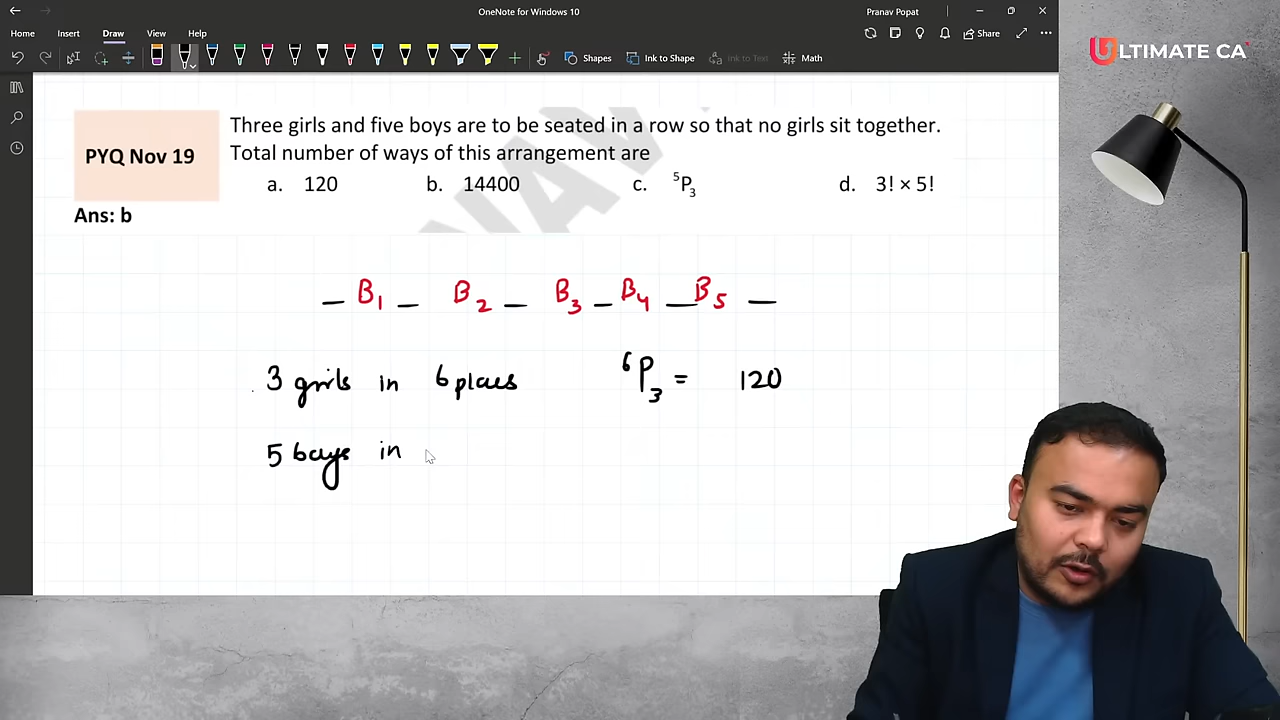 OneNote for Windows 10
Pranav Popat
Home Insert Draw View Help
Share
Shapes Ink to Shape Ink to Text Math
ULTIMATE CA
PYQ Nov 19
Three girls and five boys are to be seated in a row so that no girls sit together.
Total number of ways of this arrangement are
a. 120 b. 14400 c. ⁵P₃ d. 3! × 5!
Ans: b
_ B₁ _ B₂ _ B₃ _ B₄ _ B₅ _
3 girls in 6 places ⁶P₃ = 120
5 boys in